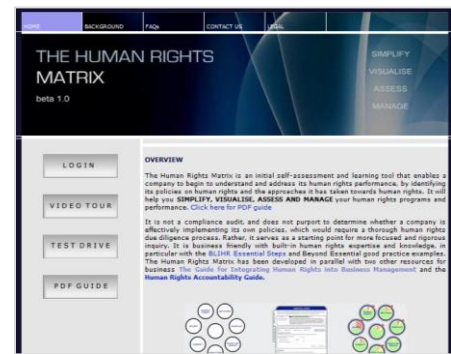 HOME BACKGROUND FAQs CONTACT US LEGAL
THE HUMAN RIGHTS
MATRIX
beta 1.0
SIMPLIFY
VISUALISE
ASSESS
MANAGE
LOGIN
VIDEO TOUR
TEST DRIVE
PDF GUIDE
OVERVIEW
The Human Rights Matrix is an initial self-assessment and learning tool that enables a
company to begin to understand and address its human rights performance, by identifying
its policies on human rights and the approaches it has taken towards human rights. It will
help you SIMPLIFY, VISUALISE, ASSESS AND MANAGE your human rights programs and
performance. Click here for PDF guide
It is not a compliance audit, and does not purport to determine whether a company is
effectively implementing its own policies, which would require a thorough human rights
due diligence process. Rather, it serves as a starting point for more focused and rigorous
inquiry. It is business friendly with built-in human rights expertise and knowledge, in
particular with the BLIHR Essential Steps and Beyond Essential good practice examples.
The Human Rights Matrix has been developed in parallel with two other resources for
business The Guide for Integrating Human Rights into Business Management and the
Human Rights Accountability Guide.